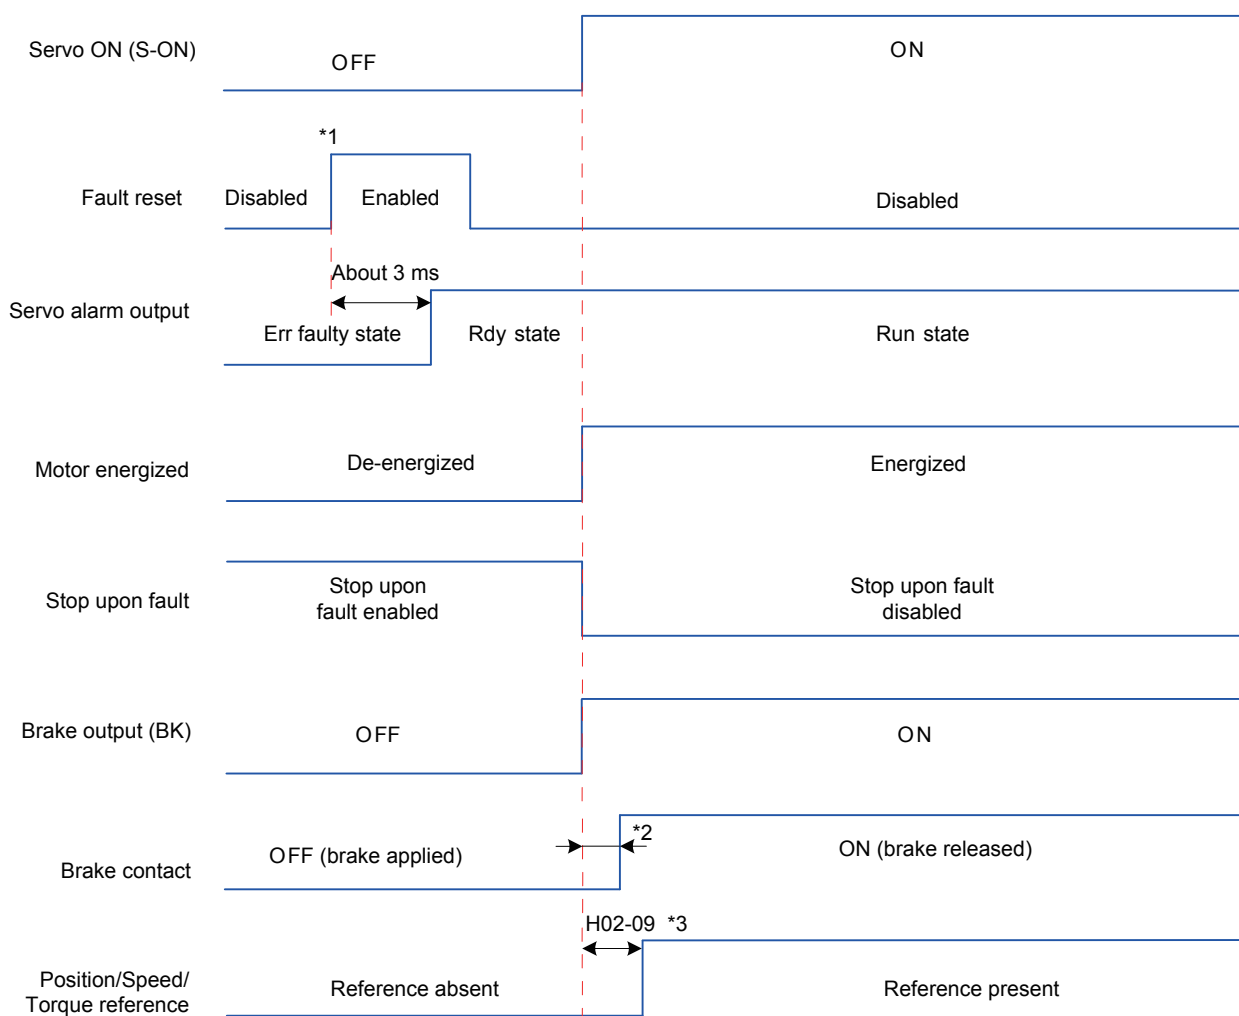 Servo ON (S-ON)
OFF
ON
*1
Fault reset
Disabled
Enabled
Disabled
About 3 ms
Servo alarm output
Err faulty state
Rdy state
Run state
Motor energized
De-energized
Energized
Stop upon fault
Stop upon
fault enabled
Stop upon fault
disabled
Brake output (BK)
OFF
ON
*2
Brake contact
OFF (brake applied)
ON (brake released)
H02-09 *3
Position/Speed/
Torque reference
Reference absent
Reference present